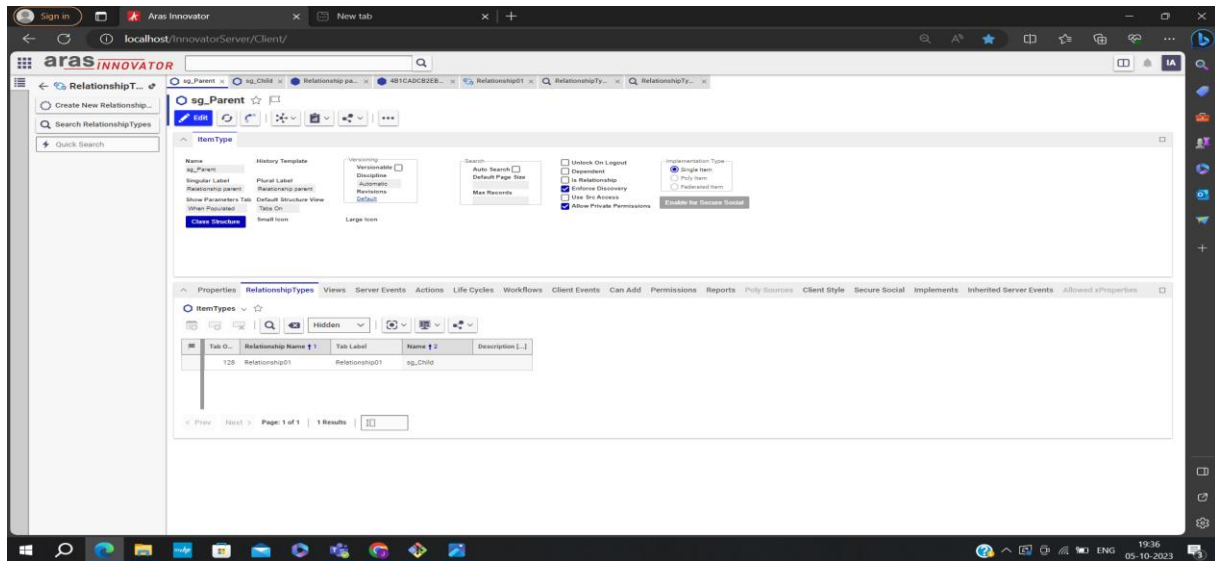 Sign in Aras Innovator New tab
localhost/InnovatorServer/Client/
aras INNOVATOR IA
RelationshipT... sg_Parent sg_Child Relationship pa... 4B1CADCB2EB... Relationship01 RelationshipTy... RelationshipTy...
Create New Relationship...
Search RelationshipTypes
Quick Search
sg_Parent
Edit
ItemType
Name History Template Versioning Search Unlock On Logout Implementation Type
sg_Parent Versionable Auto Search Dependent Single Item
Singular Label Plural Label Discipline Default Page Size Is Relationship Poly Item
Relationship parent Relationship parent Automatic Enforce Discovery Federated Item
Show Parameters Tab Default Structure View Revisions Max Records Use Src Access
When Populated Tabs On Default Allow Private Permissions Enable for Secure Social
Class Structure Small Icon Large Icon
Properties RelationshipTypes Views Server Events Actions Life Cycles Workflows Client Events Can Add Permissions Reports Poly Sources Client Style Secure Social Implements Inherited Server Events Allowed xProperties
ItemTypes
Hidden
Tab O... Relationship Name 1 Tab Label Name 2 Description [...]
128 Relationship01 Relationship01 sg_Child
< Prev Next > Page: 1 of 1 1 Results
ENG 19:36
05-10-2023